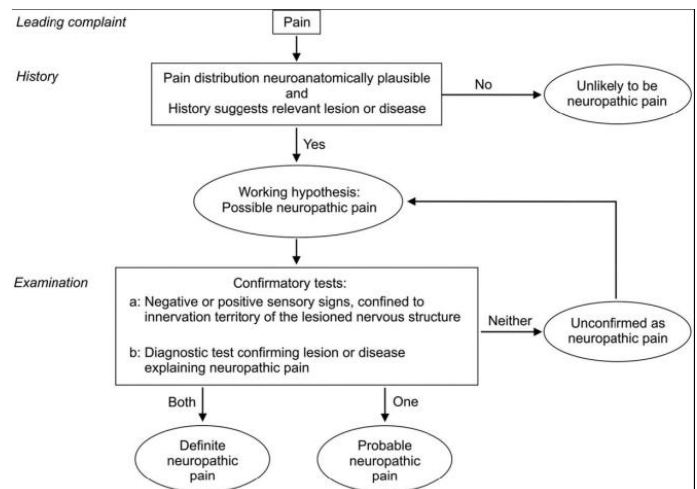 Leading complaint
Pain
History
Pain distribution neuroanatomically plausible
and
History suggests relevant lesion or disease
No
Unlikely to be
neuropathic pain
Yes
Working hypothesis:
Possible neuropathic pain
Examination
Confirmatory tests:
a: Negative or positive sensory signs, confined to
innervation territory of the lesioned nervous structure
b: Diagnostic test confirming lesion or disease
explaining neuropathic pain
Neither
Unconfirmed as
neuropathic pain
Both
One
Definite
neuropathic
pain
Probable
neuropathic
pain